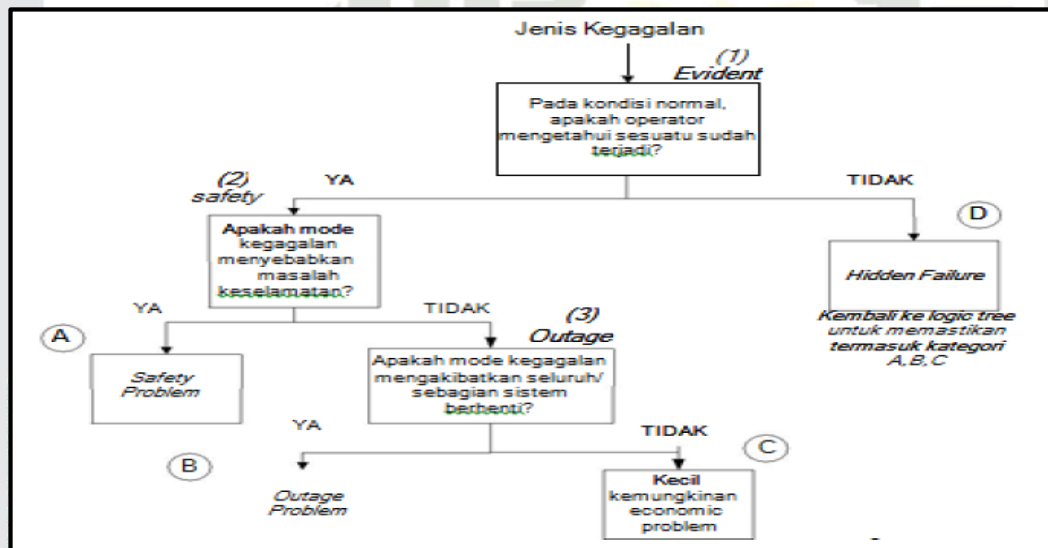 Jenis Kegagalan
(1)
Evident
Pada kondisi normal,
apakah operator
mengetahui sesuatu sudah
terjadi?
YA
TIDAK
(2)
safety
D
Apakah mode
kegagalan
menyebabkan
masalah
keselamatan?
Hidden Failure
Kembali ke logic tree
untuk memastikan
termasuk kategori
A,B,C
YA
TIDAK
(3)
Outage
A
Safety
Problem
Apakah mode kegagalan
mengakibatkan seluruh/
sebagian sistem
berhenti?
YA
TIDAK
B
C
Outage
Problem
Kecil
kemungkinan
economic
problem